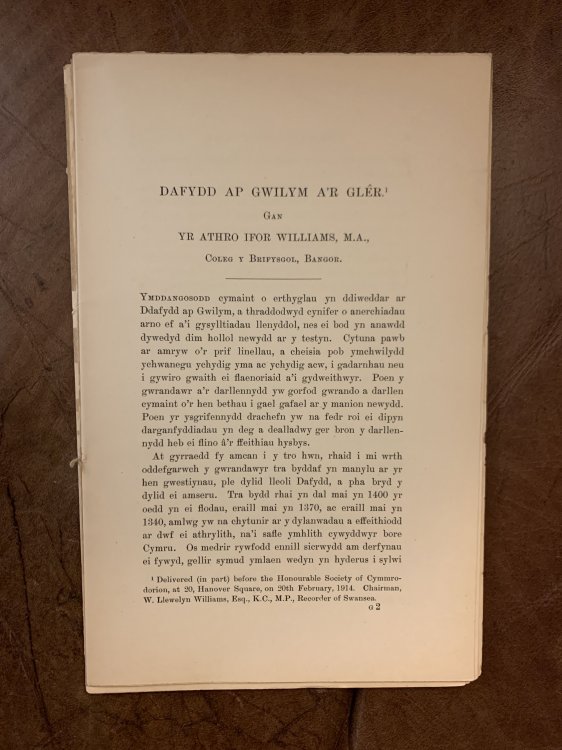 DAFYDD AP GWILYM A'R GLÊR.¹
GAN
YR ATHRO IFOR WILLIAMS, M.A.,
COLEG Y BRIFYSGOL, BANGOR.
YMDDANGOSODD cymaint o erthyglau yn ddiweddar ar
Ddafydd ap Gwilym, a thraddodwyd cynifer o anerchiadau
arno ef a'i gysylltiadau llenyddol, nes ei bod yn anawdd
dywedyd dim hollol newydd ar y testyn. Cytuna pawb
ar amryw o'r prif linellau, a cheisia pob ymchwilydd
ychwanegu ychydig yma ac ychydig acw, i gadarnhau neu
i gywiro gwaith ei flaenoriaid a'i gydweithwyr. Poen y
gwrandawr a'r darllennydd yw gorfod gwrando a darllen
cymaint o'r hen bethau i gael gafael ar y manion newydd.
Poen yr ysgrifennydd drachefn yw na fedr roi ei dipyn
darganfyddiadau yn deg a dealladwy ger bron y darllen-
nydd heb ei flino â'r ffeithiau hysbys.
At gyrraedd fy amcan i y tro hwn, rhaid i mi wrth
oddefgarwch y gwrandawyr tra byddaf yn manylu ar yr
hen gwestiynau, ple dylid lleoli Dafydd, a pha bryd y
dylid ei amseru. Tra bydd rhai yn dal mai yn 1400 yr
oedd yn ei flodau, eraill mai yn 1370, ac eraill mai yn
1340, amlwg yw na chytunir ar y dylanwadau a effeithiodd
ar dwf ei athrylith, na'i safle ymhlith cywyddwyr bore
Cymru. Os medrir rywfodd ennill sicrwydd am derfynau
ei fywyd, gellir symud ymlaen wedyn yn hyderus i sylwi
¹ Delivered (in part) before the Honourable Society of Cymmro-
dorion, at 20, Hanover Square, on 20th February, 1914. Chairman,
W. Llewelyn Williams, Esq., K.C., M.P., Recorder of Swansea.
G 2